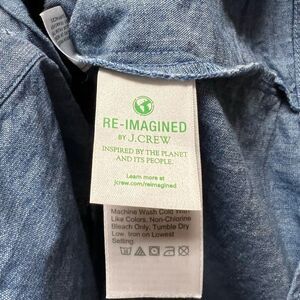 RE-IMAGINED
BY J.CREW
INSPIRED BY THE PLANET
AND ITS PEOPLE.
Learn more at
jcrew.com/reimagined
Machine Wash Cold With
Like Colors, Non-Chlorine
Bleach Only, Tumble Dry
Low, Iron on Lowest
Setting